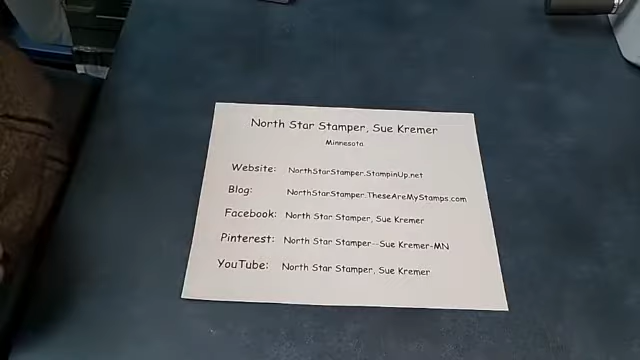 North Star Stamper, Sue Kremer
Minnesota
Website: NorthStarStamper.StampinUp.net
Blog: NorthStarStamper.TheseAreMyStamps.com
Facebook: North Star Stamper, Sue Kremer
Pinterest: North Star Stamper--Sue Kremer-MN
YouTube: North Star Stamper, Sue Kremer